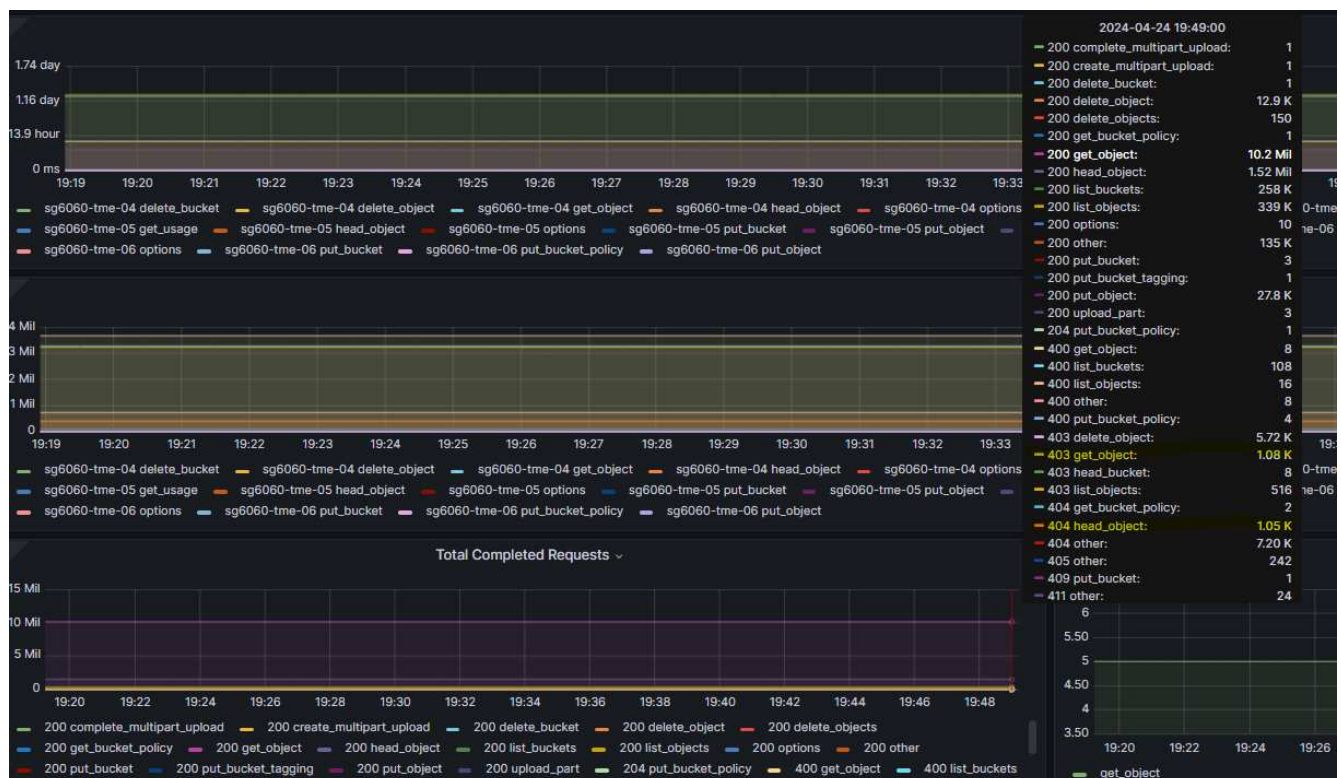 1.74 day
1.16 day
13.9 hour
0 ms
19:19 19:20 19:21 19:22 19:23 19:24 19:25 19:26 19:27 19:28 19:29 19:30 19:31 19:32 19:33
sg6060-tme-04 delete_bucket sg6060-tme-04 delete_object sg6060-tme-04 get_object sg6060-tme-04 head_object sg6060-tme-04 options
sg6060-tme-05 get_usage sg6060-tme-05 head_object sg6060-tme-05 options sg6060-tme-05 put_bucket sg6060-tme-05 put_object
sg6060-tme-06 options sg6060-tme-06 put_bucket sg6060-tme-06 put_bucket_policy sg6060-tme-06 put_object
4 Mil
3 Mil
2 Mil
1 Mil
0
19:19 19:20 19:21 19:22 19:23 19:24 19:25 19:26 19:27 19:28 19:29 19:30 19:31 19:32 19:33
sg6060-tme-04 delete_bucket sg6060-tme-04 delete_object sg6060-tme-04 get_object sg6060-tme-04 head_object sg6060-tme-04 options
sg6060-tme-05 get_usage sg6060-tme-05 head_object sg6060-tme-05 options sg6060-tme-05 put_bucket sg6060-tme-05 put_object
sg6060-tme-06 options sg6060-tme-06 put_bucket sg6060-tme-06 put_bucket_policy sg6060-tme-06 put_object
Total Completed Requests
15 Mil
10 Mil
5 Mil
0
19:20 19:22 19:24 19:26 19:28 19:30 19:32 19:34 19:36 19:38 19:40 19:42 19:44 19:46 19:48
200 complete_multipart_upload 200 create_multipart_upload 200 delete_bucket 200 delete_object 200 delete_objects
200 get_bucket_policy 200 get_object 200 head_object 200 list_buckets 200 list_objects 200 options 200 other
200 put_bucket 200 put_bucket_tagging 200 put_object 200 upload_part 204 put_bucket_policy 400 get_object 400 list_buckets
2024-04-24 19:49:00
200 complete_multipart_upload: 1
200 create_multipart_upload: 1
200 delete_bucket: 1
200 delete_object: 12.9 K
200 delete_objects: 150
200 get_bucket_policy: 1
200 get_object: 10.2 Mil
200 head_object: 1.52 Mil
200 list_buckets: 258 K
200 list_objects: 339 K
200 options: 10
200 other: 135 K
200 put_bucket: 3
200 put_bucket_tagging: 1
200 put_object: 27.8 K
200 upload_part: 3
204 put_bucket_policy: 1
400 get_object: 8
400 list_buckets: 108
400 list_objects: 16
400 other: 8
400 put_bucket_policy: 4
403 delete_object: 5.72 K
403 get_object: 1.08 K
403 head_bucket: 8
403 list_objects: 516
404 get_bucket_policy: 2
404 head_object: 1.05 K
404 other: 7.20 K
405 other: 242
409 put_bucket: 1
411 other: 24
6
5.50
5
4.50
4
3.50
19:20 19:22 19:24 19:26
get_object